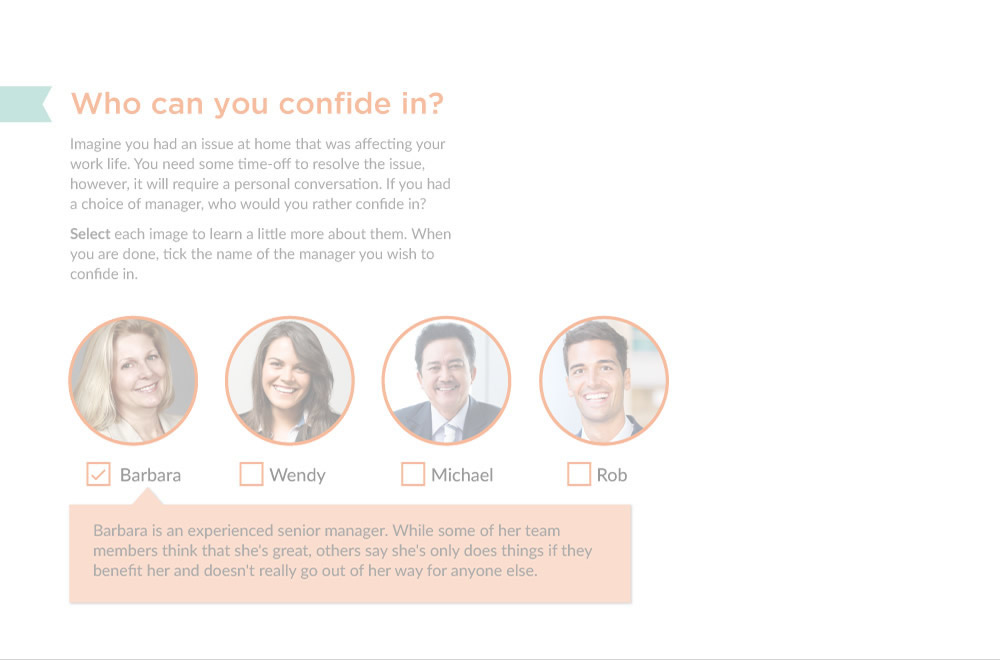 Who can you confide in?
Imagine you had an issue at home that was affecting your
work life. You need some time-off to resolve the issue,
however, it will require a personal conversation. If you had
a choice of manager, who would you rather confide in?
Select each image to learn a little more about them. When
you are done, tick the name of the manager you wish to
confide in.
Barbara
Wendy
Michael
Rob
Barbara is an experienced senior manager. While some of her team
members think that she's great, others say she's only does things if they
benefit her and doesn't really go out of her way for anyone else.